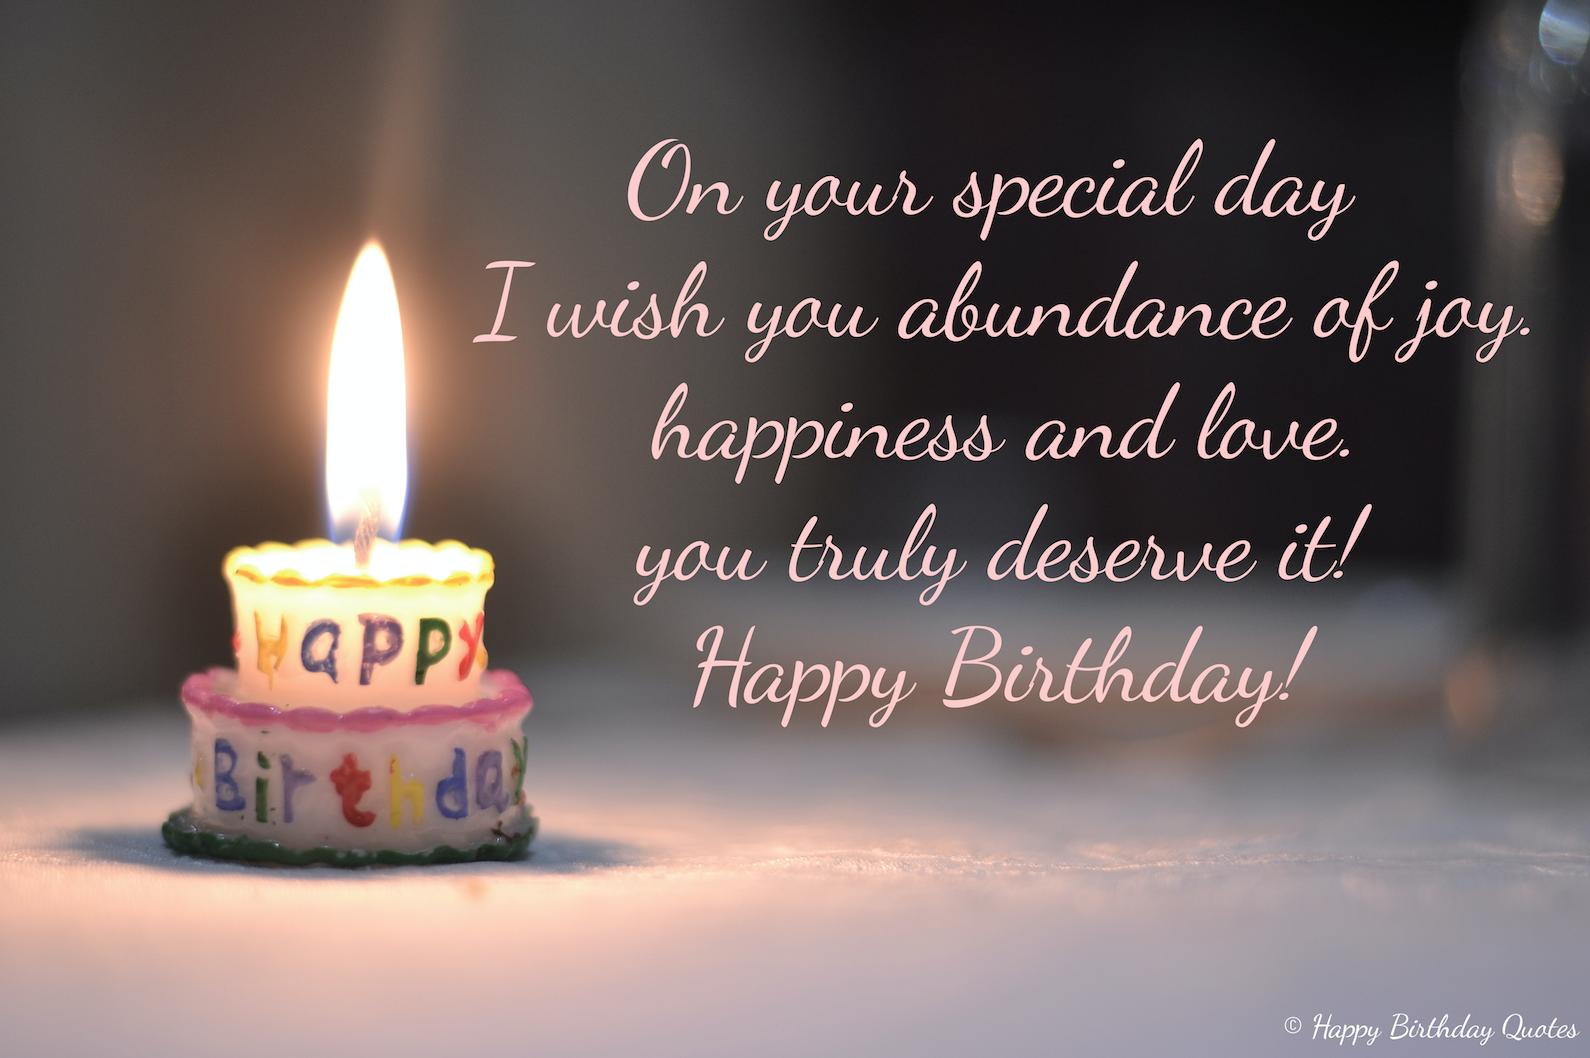 On your special day
I wish you abundance of joy.
happiness and love.
you truly deserve it!
Happy Birthday!
Happy
Birthday
© Happy Birthday Quotes